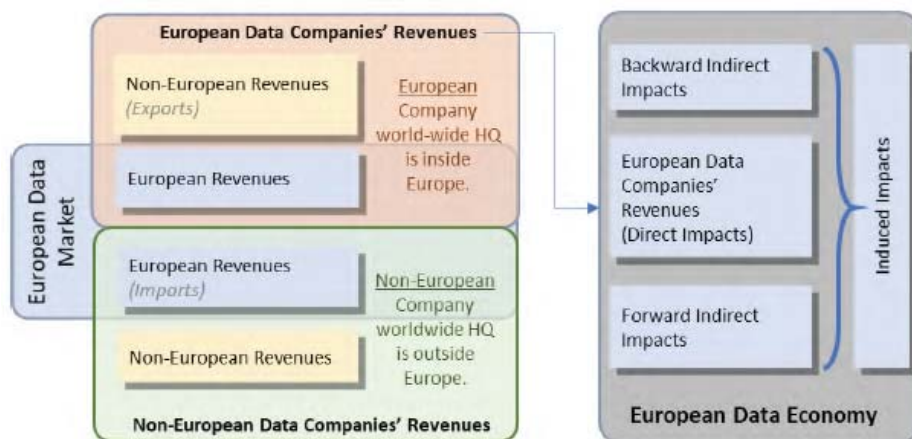 European Data Companies' Revenues
Non-European Revenues
(Exports)
European
Company
world-wide HQ
is inside
Europe.
European Revenues
European Data
Market
European Revenues
(Imports)
Non-European
Company
worldwide HQ
is outside
Europe.
Non-European Revenues
Non-European Data Companies' Revenues
Backward Indirect
Impacts
European Data
Companies'
Revenues
(Direct Impacts)
Forward Indirect
Impacts
Induced Impacts
European Data Economy